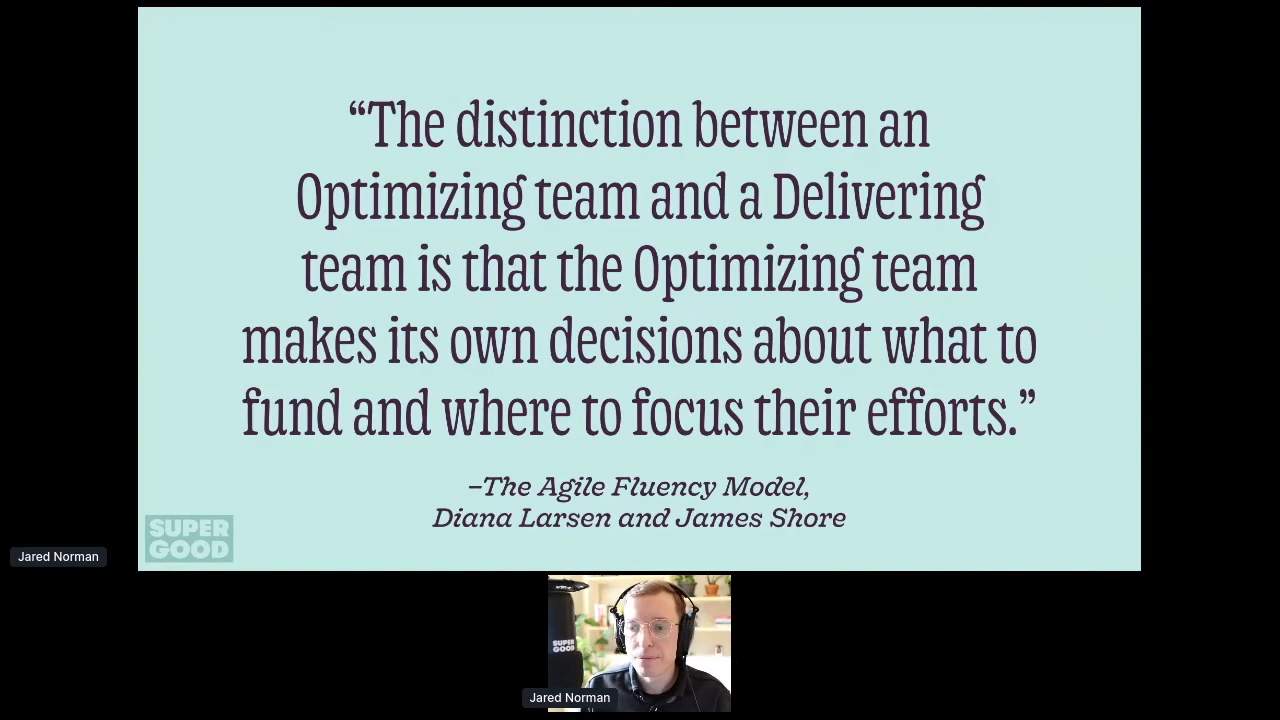 “The distinction between an
Optimizing team and a Delivering
team is that the Optimizing team
makes its own decisions about what to
fund and where to focus their efforts.”
–The Agile Fluency Model,
Diana Larsen and James Shore
SUPER
GOOD
Jared Norman
SUPER
GOOD
Jared Norman